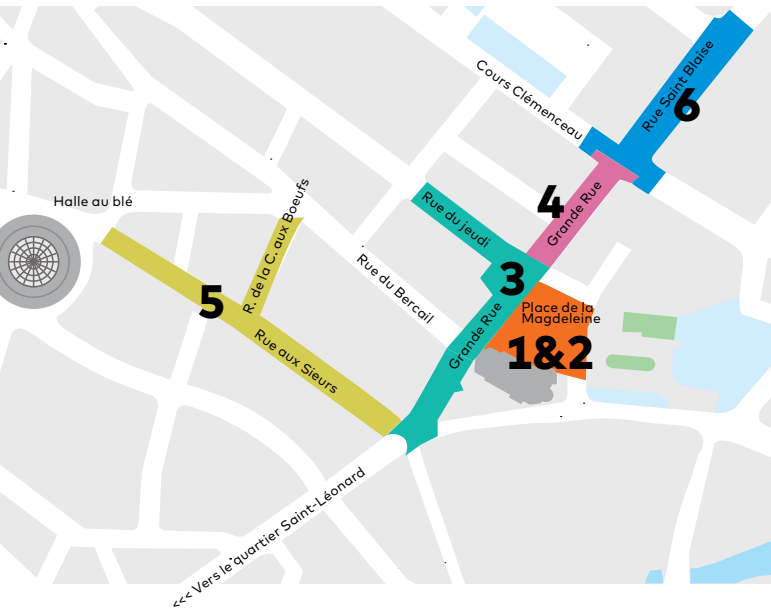 Cours Clémenceau
Rue Saint Blaise
6
Halle au blé
R. de la C. aux Boeufs
Rue du jeudi
4
Grande Rue
Rue du Bercail
3
5
Grande Rue
Place de la
Magdeleine
1&2
Rue aux Sieurs
<<< Vers le quartier Saint-Léonard